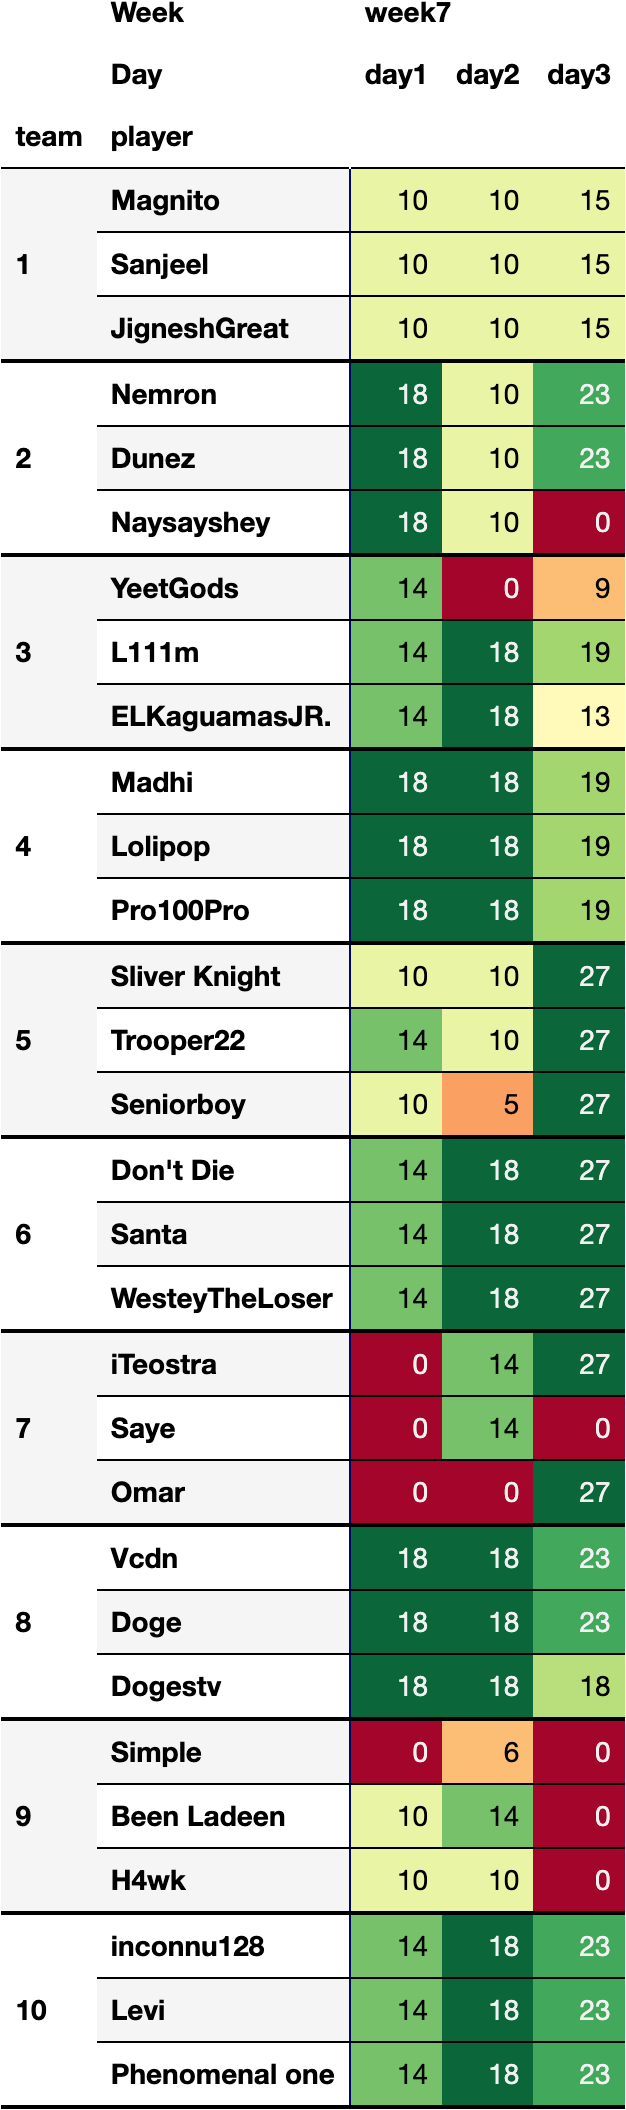 Week week7
Day day1 day2 day3
team player
Magnito 10 10 15
1 Sanjeel 10 10 15
JigneshGreat 10 10 15
Nemron 18 10 23
2 Dunez 18 10 23
Naysayshey 18 10 0
YeetGods 14 0 9
3 L111m 14 18 19
ELKaguamasJR. 14 18 13
Madhi 18 18 19
4 Lolipop 18 18 19
Pro100Pro 18 18 19
Sliver Knight 10 10 27
5 Trooper22 14 10 27
Seniorboy 10 5 27
Don't Die 14 18 27
6 Santa 14 18 27
WesteyTheLoser 14 18 27
iTeostra 0 14 27
7 Saye 0 14 0
Omar 0 0 27
Vcdn 18 18 23
8 Doge 18 18 23
Dogestv 18 18 18
Simple 0 6 0
9 Been Ladeen 10 14 0
H4wk 10 10 0
inconnu128 14 18 23
10 Levi 14 18 23
Phenomenal one 14 18 23